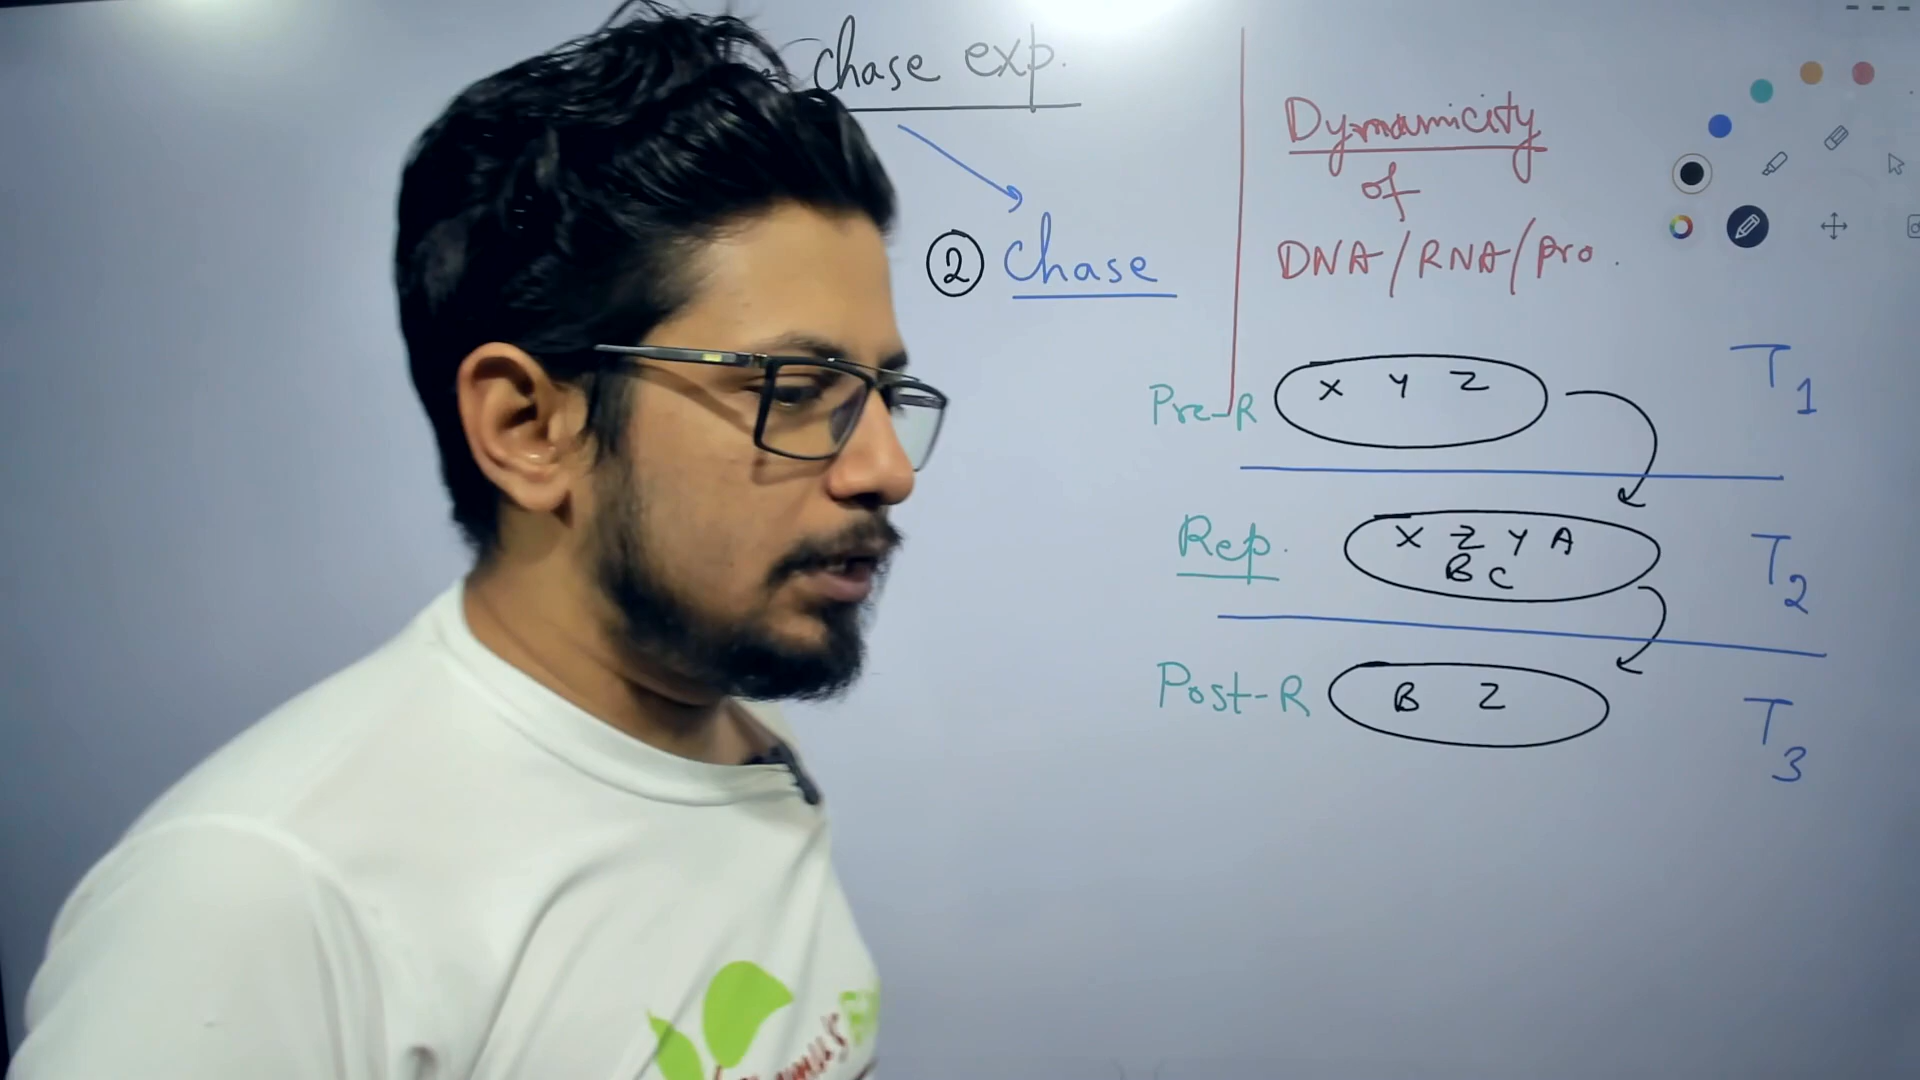 chase exp.
② chase
Dynamicity
of
DNA/RNA/pro.
Pre-R
X Y Z
T1
Rep.
X Z Y A
B C
T2
Post-R
B Z
T3